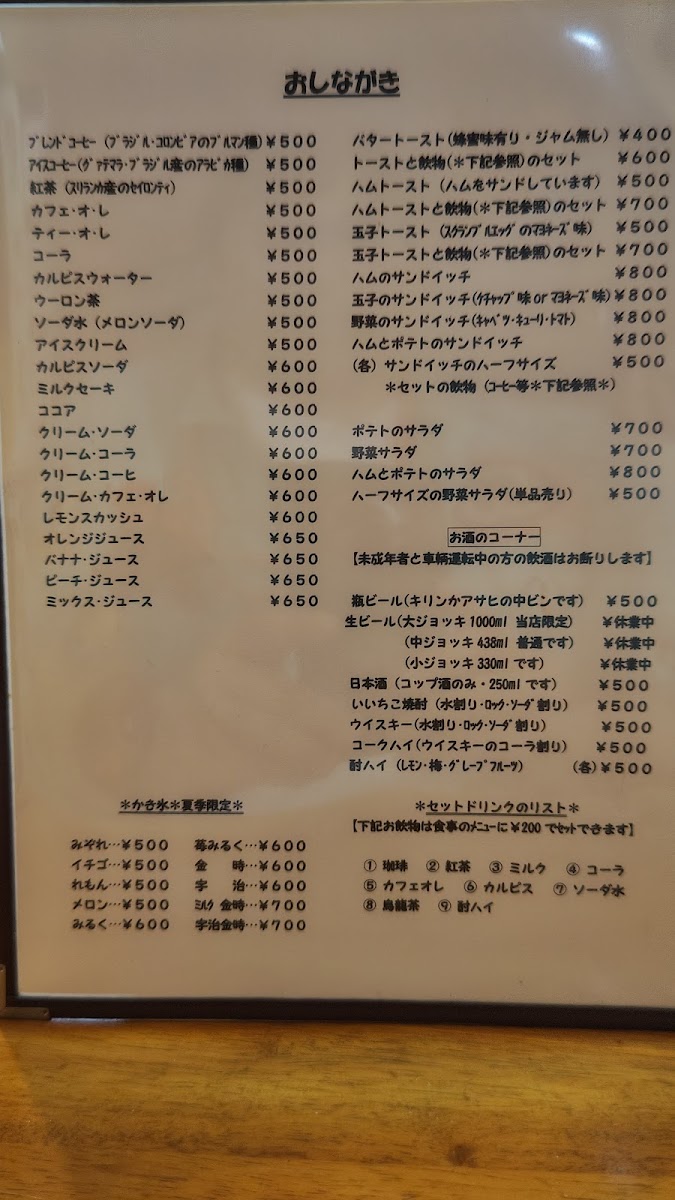 おしながき
ﾌﾞﾚﾝﾄﾞｺｰﾋｰ (ﾌﾞﾗｼﾞﾙ・ｺﾛﾝﾋﾞｱのﾌﾞﾙﾏﾝ種) ￥５００
ｱｲｽｺｰﾋｰ(ｸﾞｧﾃﾏﾗ・ﾌﾞﾗｼﾞﾙ産のｱﾗﾋﾞｶ種) ￥５００
紅茶 (ｽﾘﾗﾝｶ産のｾｲﾛﾝﾃｨ) ￥５００
カフェ・オ・レ ￥５００
ティー・オ・レ ￥５００
コーラ ￥５００
カルピスウォーター ￥５００
ウーロン茶 ￥５００
ソーダ水 (メロンソーダ) ￥５００
アイスクリーム ￥５００
カルピスソーダ ￥６００
ミルクセーキ ￥６００
ココア ￥６００
クリーム・ソーダ ￥６００
クリーム・コーラ ￥６００
クリーム・コーヒ ￥６００
クリーム・カフェ・オレ ￥６００
レモンスカッシュ ￥６００
オレンジジュース ￥６５０
バナナ・ジュース ￥６５０
ピーチ・ジュース ￥６５０
ミックス・ジュース ￥６５０
＊かき氷＊夏季限定＊
みぞれ…￥５００ 苺みるく…￥６００
イチゴ…￥５００ 金　時…￥６００
れもん…￥５００ 宇　治…￥６００
メロン…￥５００ ﾐﾙｸ 金時…￥７００
みるく…￥６００ 宇治金時…￥７００
バタートースト(蜂蜜味有り・ジャム無し) ￥４００
トーストと飲物(＊下記参照)のセット ￥６００
ハムトースト (ハムをサンドしています) ￥５００
ハムトーストと飲物(＊下記参照)のセット ￥７００
玉子トースト (ｽｸﾗﾝﾌﾞﾙｴｯｸﾞのﾏﾖﾈｰｽﾞ味) ￥５００
玉子トーストと飲物(＊下記参照)のセット ￥７００
ハムのサンドイッチ ￥８００
玉子のサンドイッチ(ｹﾁｬｯﾌﾟ味 or ﾏﾖﾈｰｽﾞ味) ￥８００
野菜のサンドイッチ(ｷｬﾍﾞﾂ・ｷｭｰﾘ・ﾄﾏﾄ) ￥８００
ハムとポテトのサンドイッチ ￥８００
(各) サンドイッチのハーフサイズ ￥５００
＊セットの飲物 (ｺｰﾋｰ等＊下記参照＊)
ポテトのサラダ ￥７００
野菜サラダ ￥７００
ハムとポテトのサラダ ￥８００
ハーフサイズの野菜サラダ(単品売り) ￥５００
お酒のコーナー
【未成年者と車輌運転中の方の飲酒はお断りします】
瓶ビール(キリンかアサヒの中ビンです) ￥５００
生ビール(大ジョッキ 1000ml 当店限定) ￥休業中
(中ジョッキ 438ml 普通です) ￥休業中
(小ジョッキ 330ml です) ￥休業中
日本酒 (コップ酒のみ・250ml です) ￥５００
いいちこ焼酎 (水割り・ﾛｯｸ・ｿｰﾀﾞ割り) ￥５００
ウイスキー(水割り・ﾛｯｸ・ｿｰﾀﾞ割り) ￥５００
コークハイ(ウイスキーのコーラ割り) ￥５００
酎ハイ (ﾚﾓﾝ・梅・ｸﾞﾚｰﾌﾟﾌﾙｰﾂ) (各)￥５００
＊セットドリンクのリスト＊
【下記お飲物は食事のﾒﾆｭｰに￥200 でｾｯﾄできます】
① 珈琲 ② 紅茶 ③ ミルク ④ コーラ
⑤ カフェオレ ⑥ カルピス ⑦ ソーダ水
⑧ 烏龍茶 ⑨ 酎ハイ